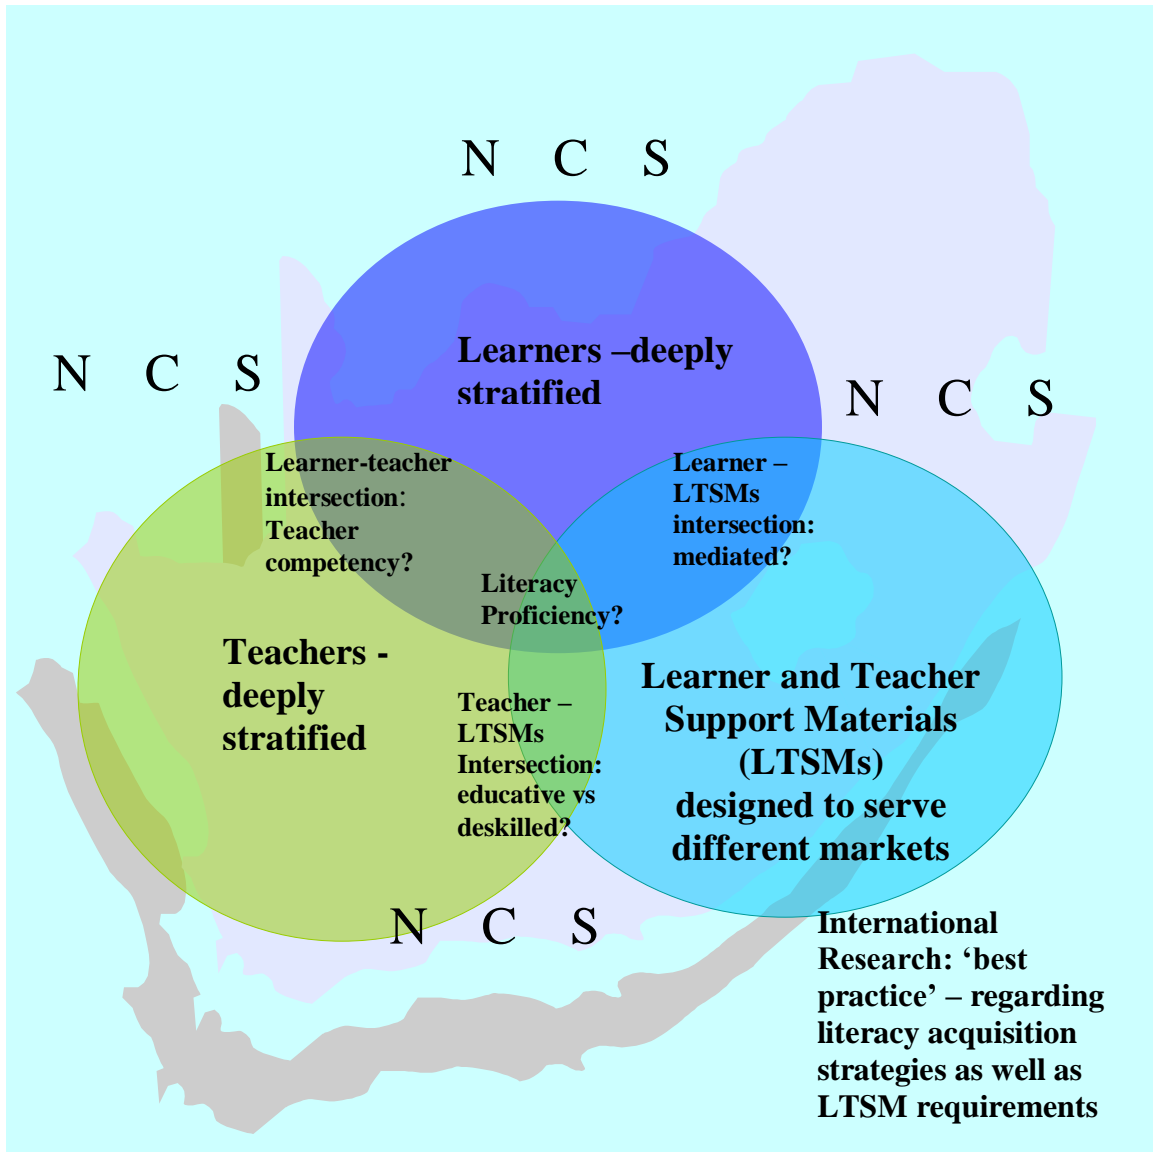 N C S
Learners –deeply
stratified
N C S
N C S
Learner-teacher
intersection:
Teacher
competency?
Learner –
LTSMs
intersection:
mediated?
Literacy
Proficiency?
Teachers -
deeply
stratified
Teacher –
LTSMs
Intersection:
educative vs
deskilled?
Learner and Teacher
Support Materials
(LTSMs)
designed to serve
different markets
N C S
International
Research: ‘best
practice’ – regarding
literacy acquisition
strategies as well as
LTSM requirements